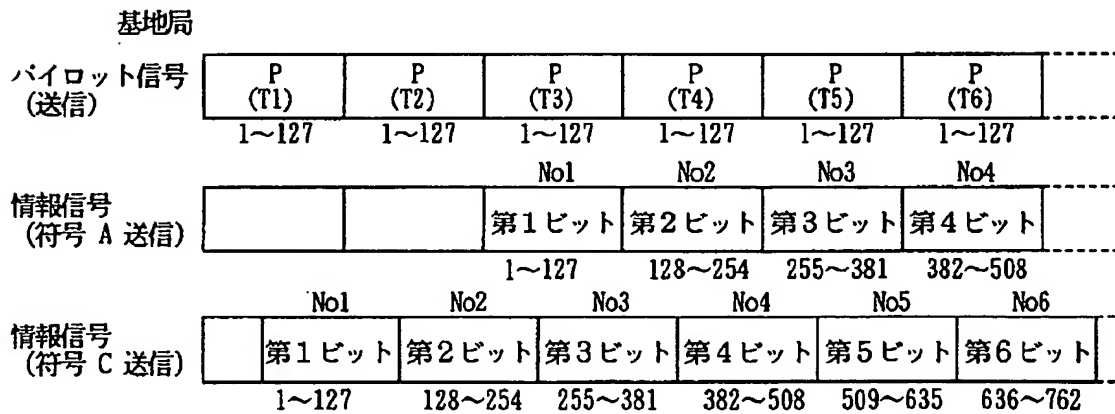 基地局
パイロット信号
(送信)
P P P P P P
(T1) (T2) (T3) (T4) (T5) (T6)
1～127 1～127 1～127 1～127 1～127 1～127
No1 No2 No3 No4
情報信号
(符号 A 送信)
第1ビット 第2ビット 第3ビット 第4ビット
1～127 128～254 255～381 382～508
No1 No2 No3 No4 No5 No6
情報信号
(符号 C 送信)
第1ビット 第2ビット 第3ビット 第4ビット 第5ビット 第6ビット
1～127 128～254 255～381 382～508 509～635 636～762